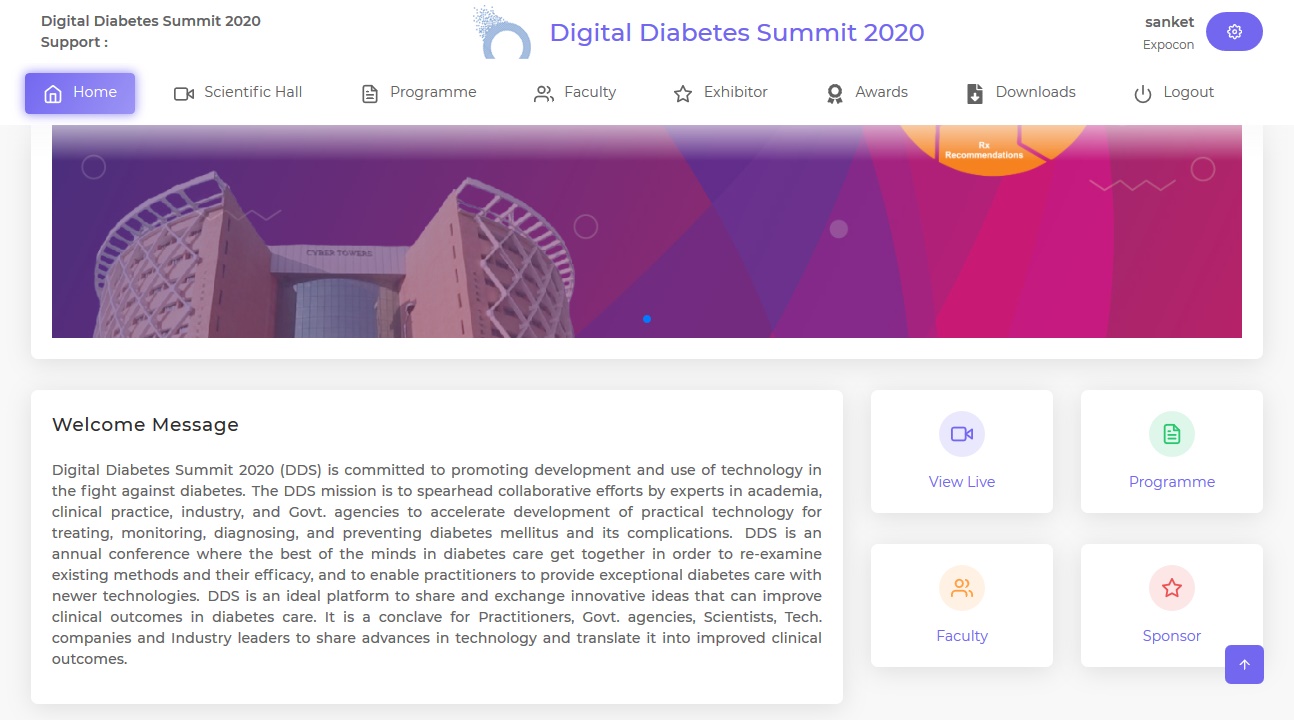 Digital Diabetes Summit 2020
Support :
Digital Diabetes Summit 2020
sanket
Expocon
Home
Scientific Hall
Programme
Faculty
Exhibitor
Awards
Downloads
Logout
Rx
Recommendations
CYBER TOWERS
Welcome Message
Digital Diabetes Summit 2020 (DDS) is committed to promoting development and use of technology in
the fight against diabetes. The DDS mission is to spearhead collaborative efforts by experts in academia,
clinical practice, industry, and Govt. agencies to accelerate development of practical technology for
treating, monitoring, diagnosing, and preventing diabetes mellitus and its complications. DDS is an
annual conference where the best of the minds in diabetes care get together in order to re-examine
existing methods and their efficacy, and to enable practitioners to provide exceptional diabetes care with
newer technologies. DDS is an ideal platform to share and exchange innovative ideas that can improve
clinical outcomes in diabetes care. It is a conclave for Practitioners, Govt. agencies, Scientists, Tech.
companies and Industry leaders to share advances in technology and translate it into improved clinical
outcomes.
View Live
Programme
Faculty
Sponsor